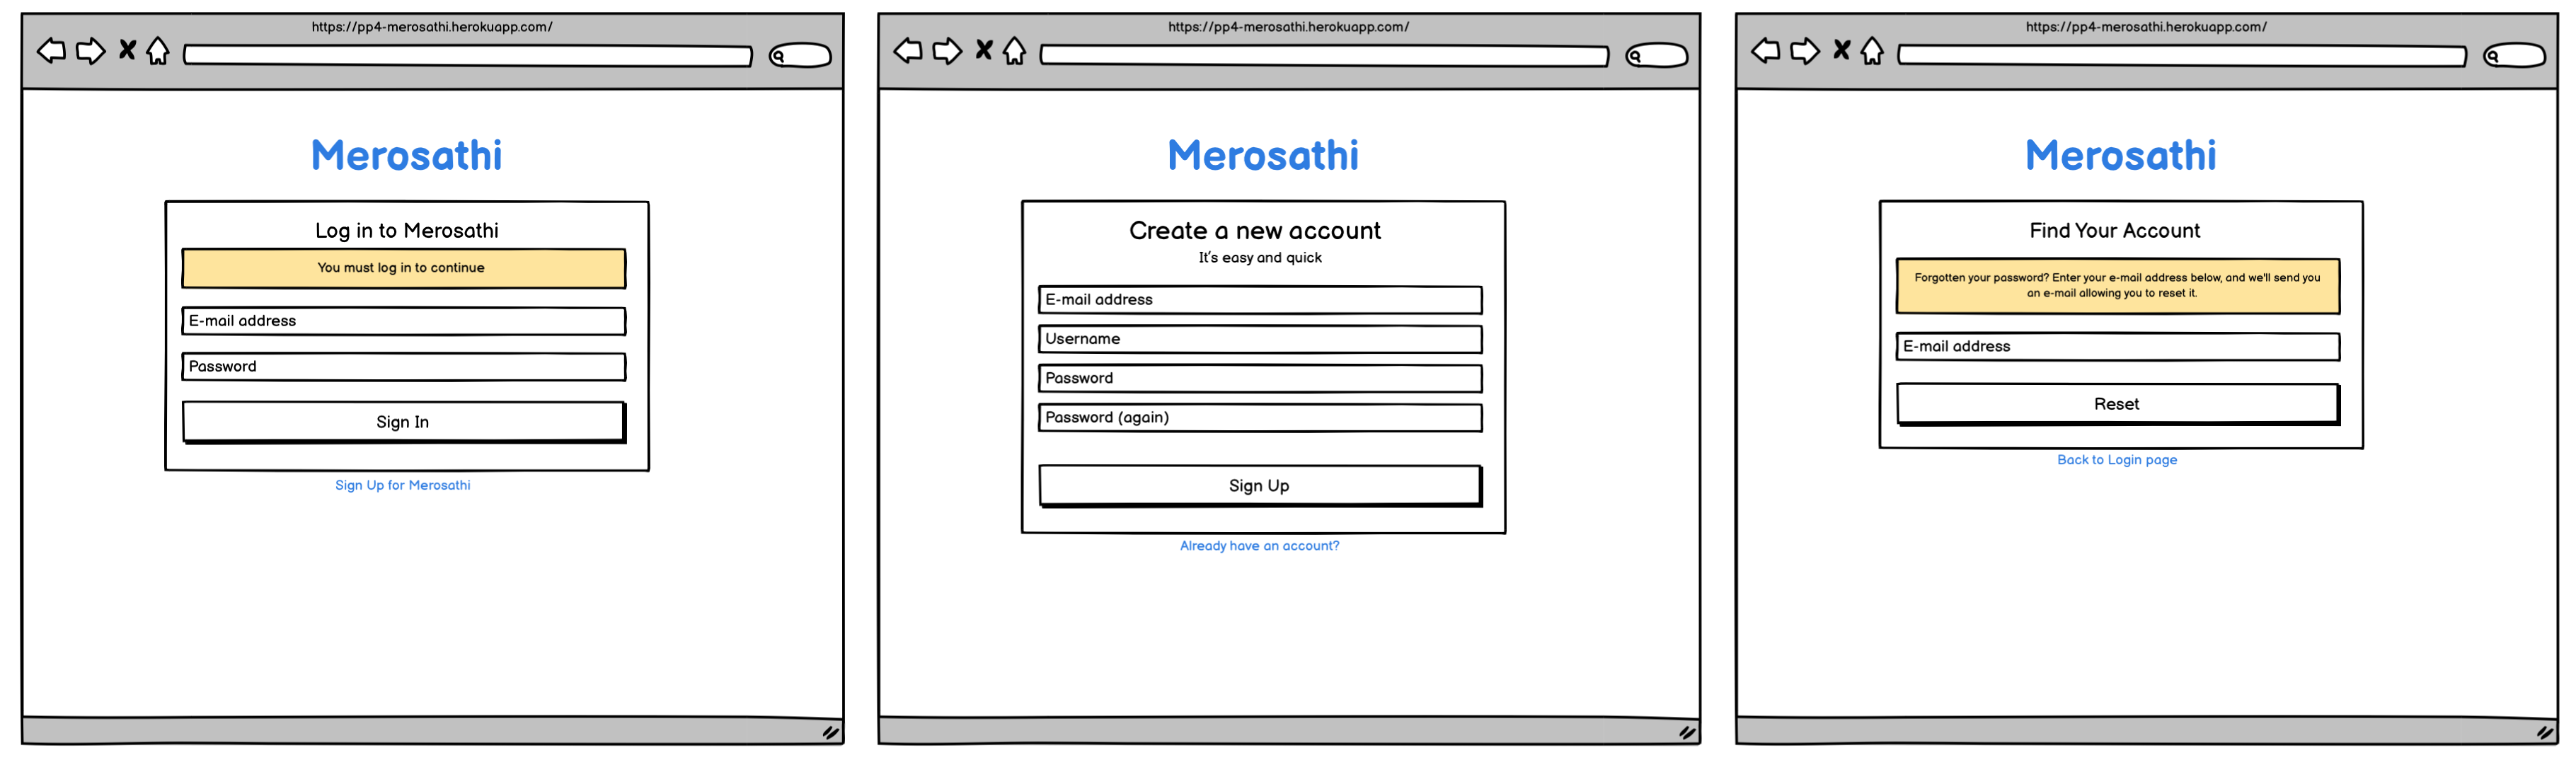 https://pp4-merosathi.herokuapp.com/
Merosathi
Log in to Merosathi
You must log in to continue
E-mail address
Password
Sign In
Sign Up for Merosathi
https://pp4-merosathi.herokuapp.com/
Merosathi
Create a new account
It's easy and quick
E-mail address
Username
Password
Password (again)
Sign Up
Already have an account?
https://pp4-merosathi.herokuapp.com/
Merosathi
Find Your Account
Forgotten your password? Enter your e-mail address below, and we'll send you
an e-mail allowing you to reset it.
E-mail address
Reset
Back to Login page